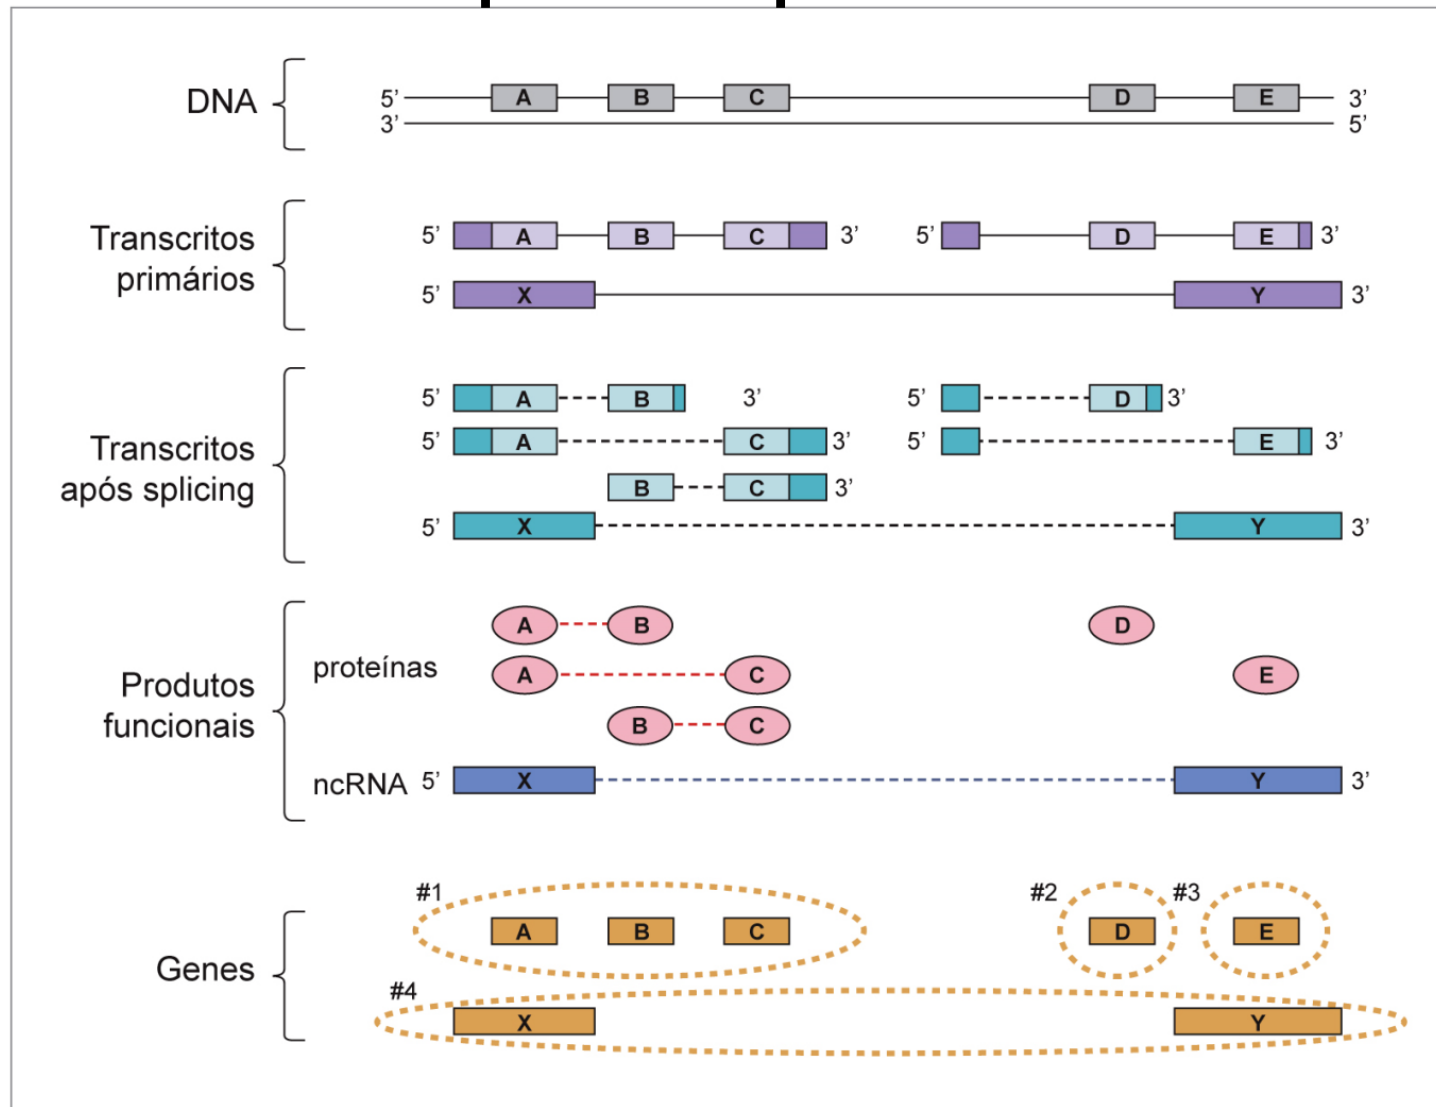 DNA
5’ A B C D E 3’
3’ 5’
Transcritos
primários
5’ A B C 3’ 5’ D E 3’
5’ X Y 3’
Transcritos
após splicing
5’ A B 3’ 5’ D 3’
5’ A C 3’ 5’ E 3’
B C 3’
5’ X Y 3’
Produtos
funcionais
proteínas
A B D
A C E
B C
ncRNA 5’ X Y 3’
Genes
#1 #2 #3
A B C D E
#4
X Y